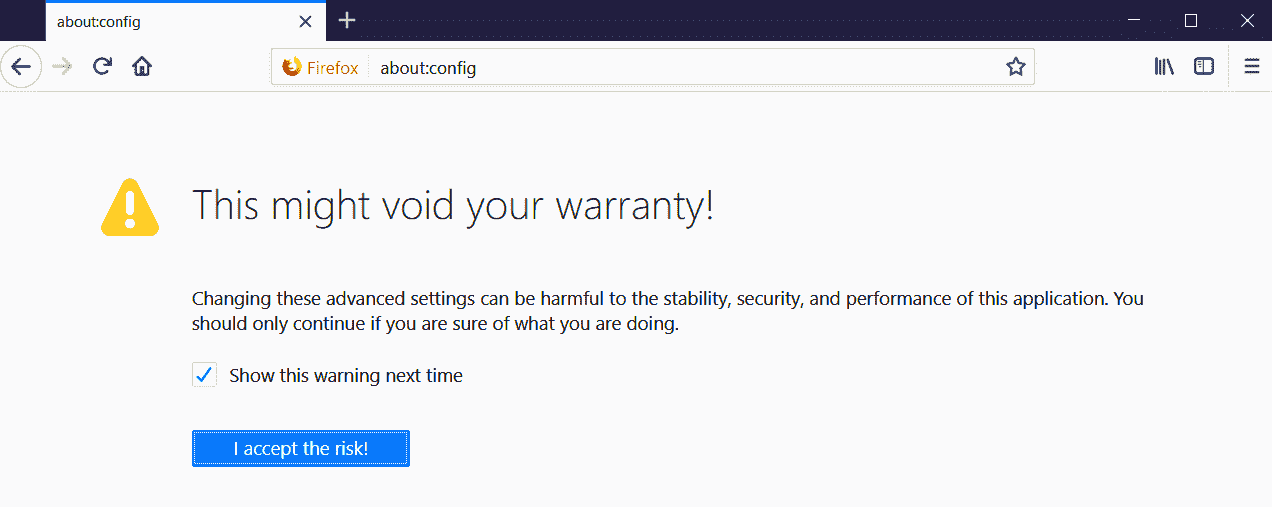 about:config
Firefox about:config
This might void your warranty!
Changing these advanced settings can be harmful to the stability, security, and performance of this application. You
should only continue if you are sure of what you are doing.
Show this warning next time
I accept the risk!